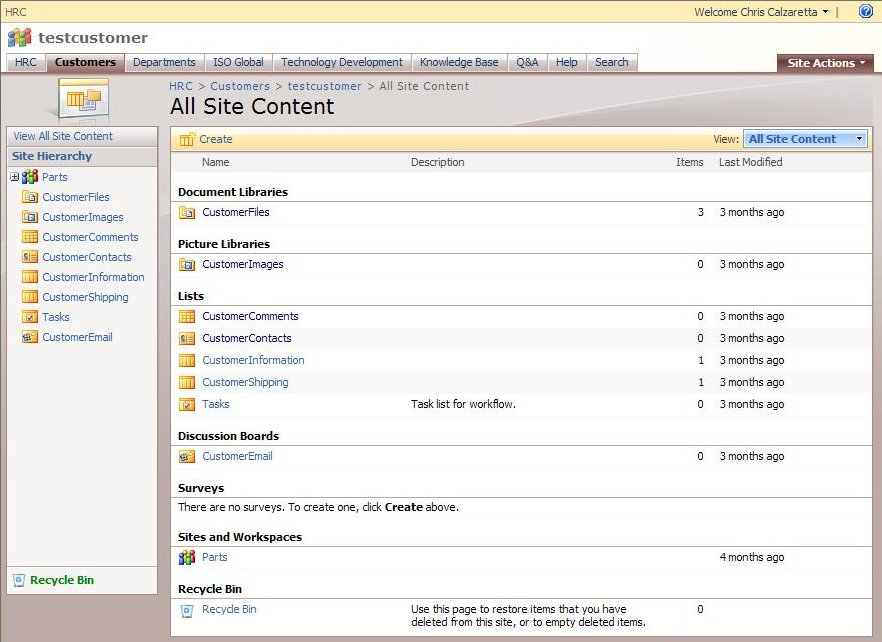 HRC
Welcome Chris Calzaretta |
testcustomer
HRC Customers Departments ISO Global Technology Development Knowledge Base Q&A Help Search Site Actions
HRC > Customers > testcustomer > All Site Content
All Site Content
View All Site Content
Site Hierarchy
Parts
CustomerFiles
CustomerImages
CustomerComments
CustomerContacts
CustomerInformation
CustomerShipping
Tasks
CustomerEmail
Recycle Bin
Create View: All Site Content
Name Description Items Last Modified
Document Libraries
CustomerFiles 3 3 months ago
Picture Libraries
CustomerImages 0 3 months ago
Lists
CustomerComments 0 3 months ago
CustomerContacts 0 3 months ago
CustomerInformation 1 3 months ago
CustomerShipping 1 3 months ago
Tasks Task list for workflow. 0 3 months ago
Discussion Boards
CustomerEmail 0 3 months ago
Surveys
There are no surveys. To create one, click Create above.
Sites and Workspaces
Parts 4 months ago
Recycle Bin
Recycle Bin Use this page to restore items that you have 0
deleted from this site, or to empty deleted items.